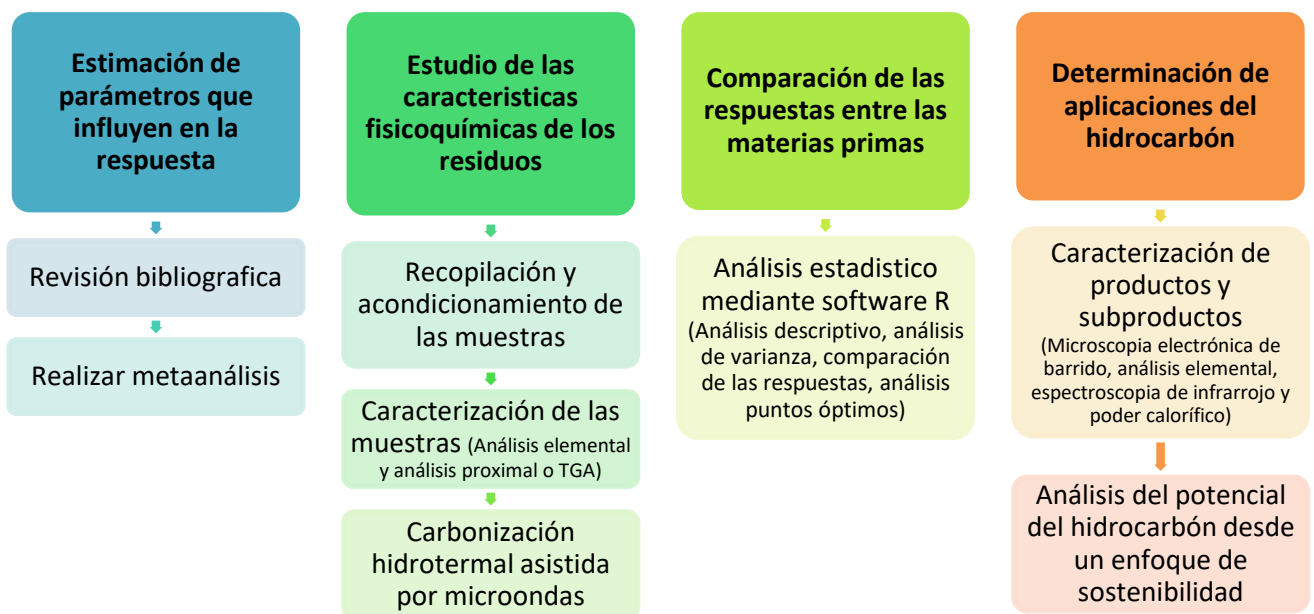 Estimación de
parámetros que
influyen en la
respuesta
Revisión bibliografica
Realizar metaanálisis
Estudio de las
caracteristicas
fisicoquímicas de los
residuos
Recopilación y
acondicionamiento de
las muestras
Caracterización de las
muestras (Análisis elemental
y análisis proximal o TGA)
Carbonización
hidrotermal asistida
por microondas
Comparación de las
respuestas entre las
materias primas
Análisis estadistico
mediante software R
(Análisis descriptivo, análisis
de varianza, comparación
de las respuestas, análisis
puntos óptimos)
Determinación de
aplicaciones del
hidrocarbón
Caracterización de
productos y
subproductos
(Microscopia electrónica de
barrido, análisis elemental,
espectroscopia de infrarrojo y
poder calorífico)
Análisis del potencial
del hidrocarbón desde
un enfoque de
sostenibilidad